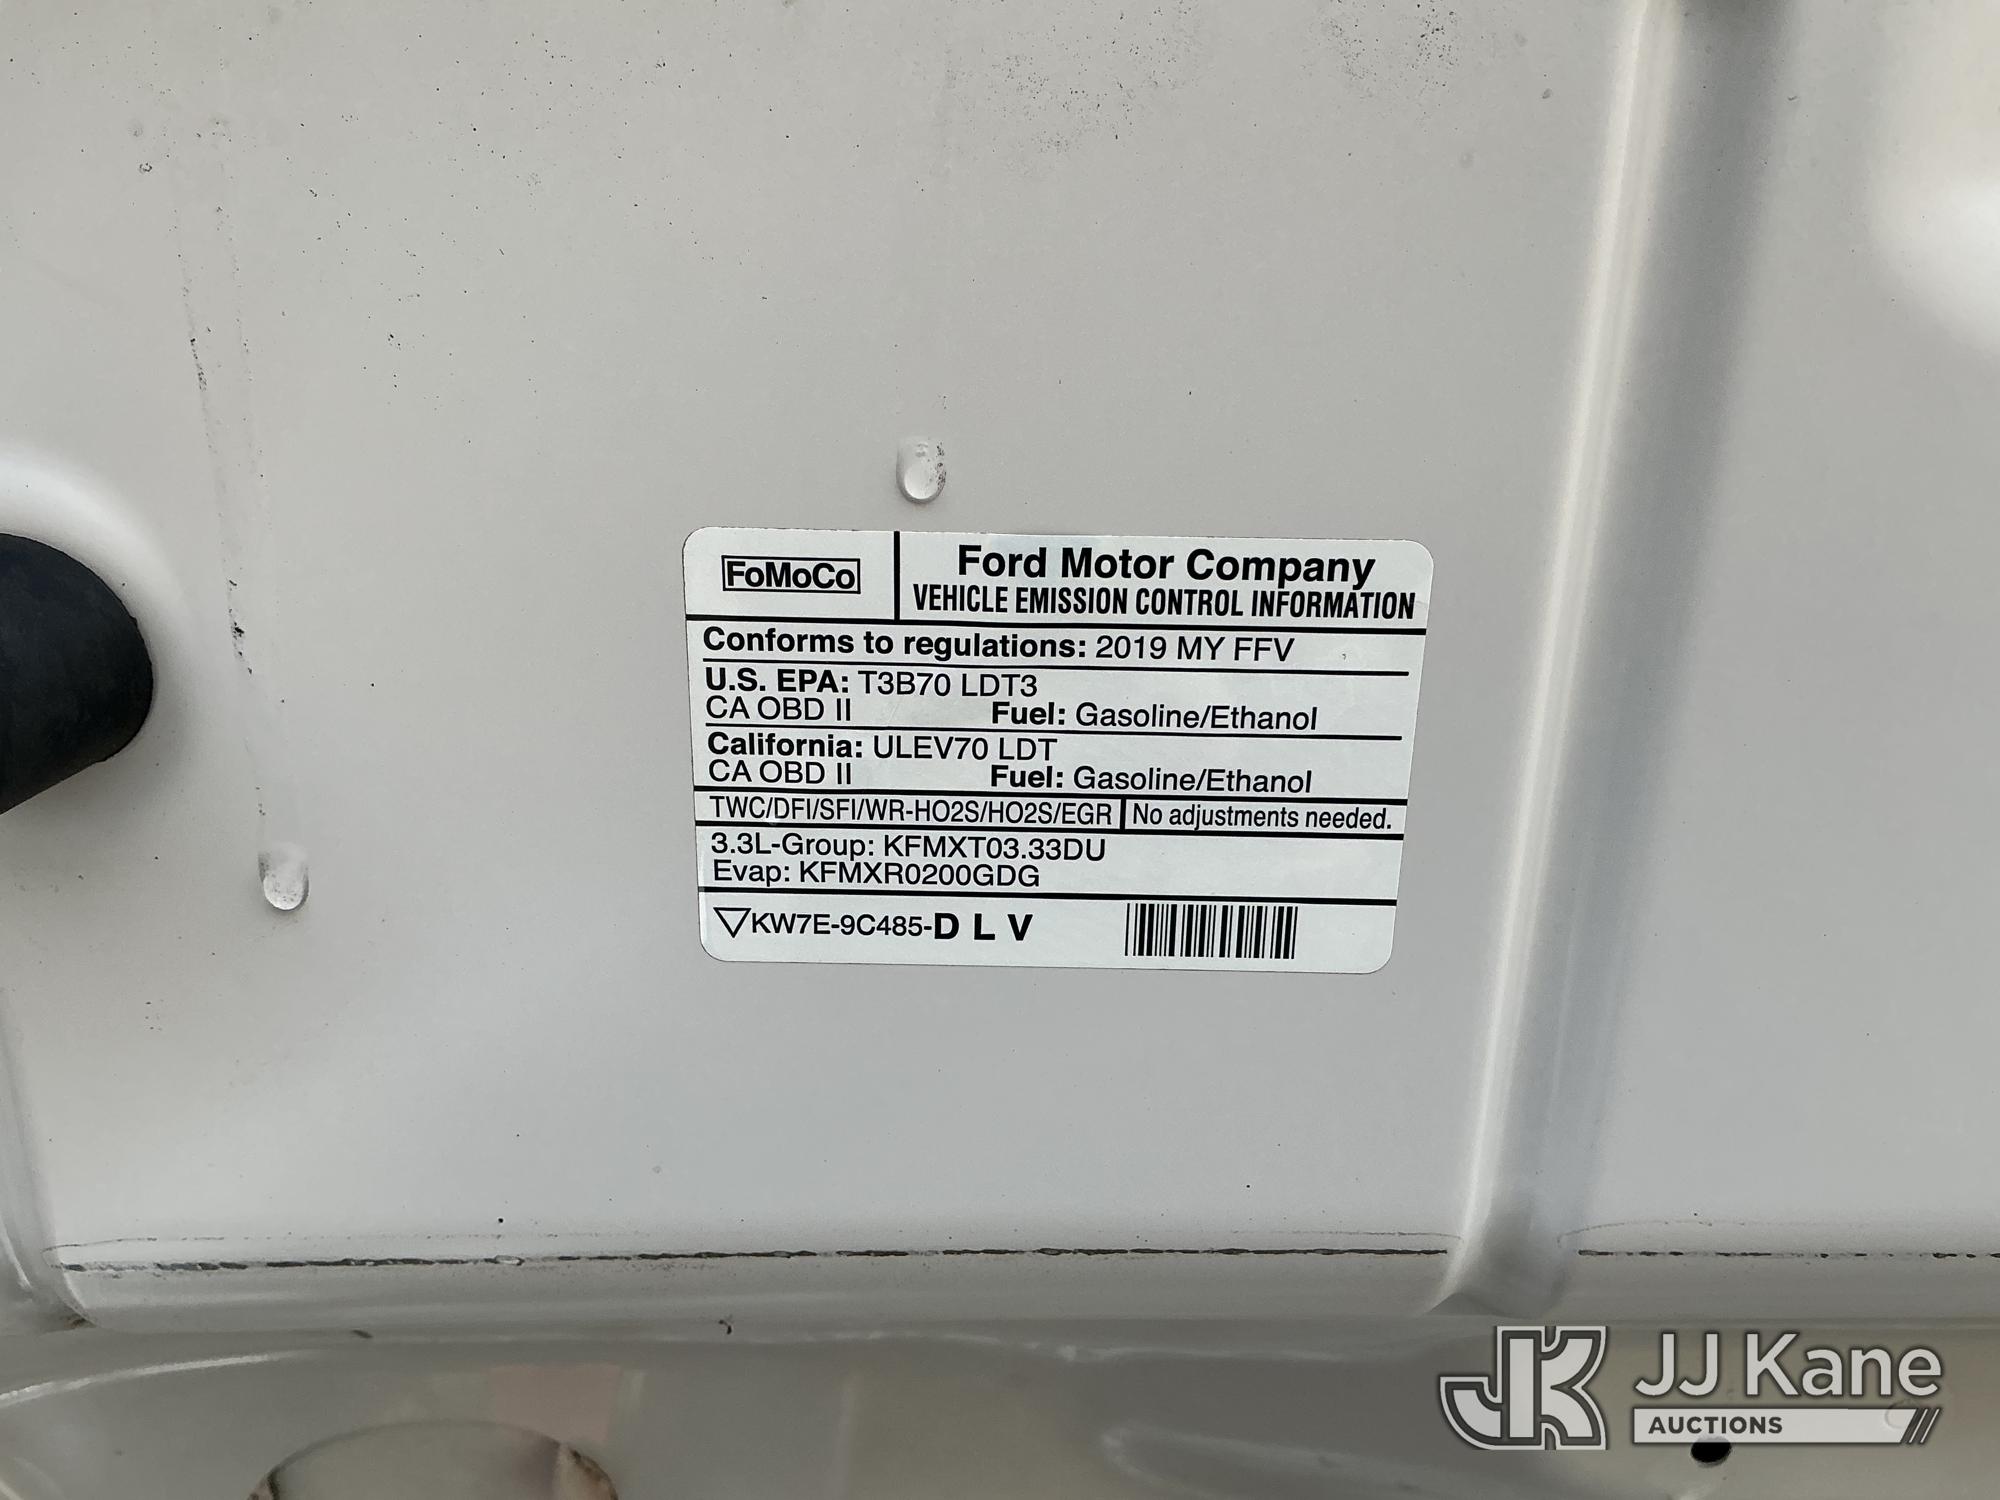 FoMoCo
Ford Motor Company
VEHICLE EMISSION CONTROL INFORMATION
Conforms to regulations: 2019 MY FFV
U.S. EPA: T3B70 LDT3
CA OBD II Fuel: Gasoline/Ethanol
California: ULEV70 LDT
CA OBD II Fuel: Gasoline/Ethanol
TWC/DFI/SFI/WR-HO2S/HO2S/EGR No adjustments needed.
3.3L-Group: KFMXT03.33DU
Evap: KFMXR0200GDG
KW7E-9C485-D L V
JK JJ Kane
AUCTIONS